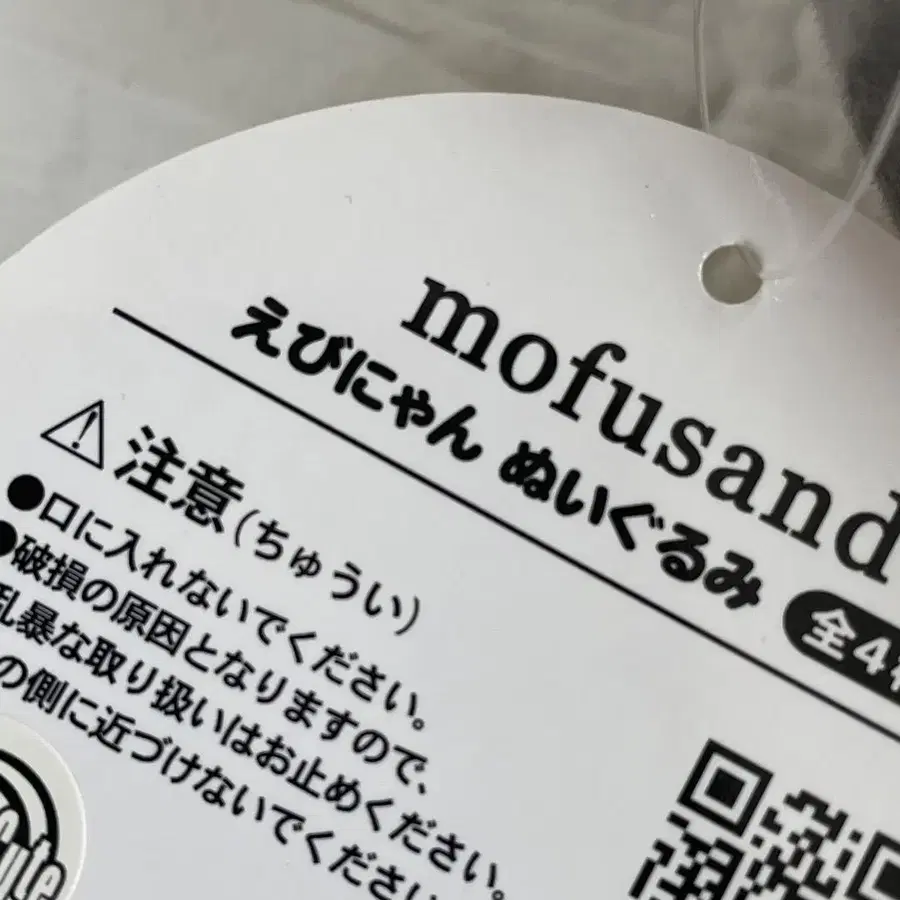 mofusand
えびにゃん ぬいぐるみ 全4
注意(ちゅうい)
●口に入れないでください。
●破損の原因となりますので、
乱暴な取り扱いはお止めください。
の側に近づけないでください